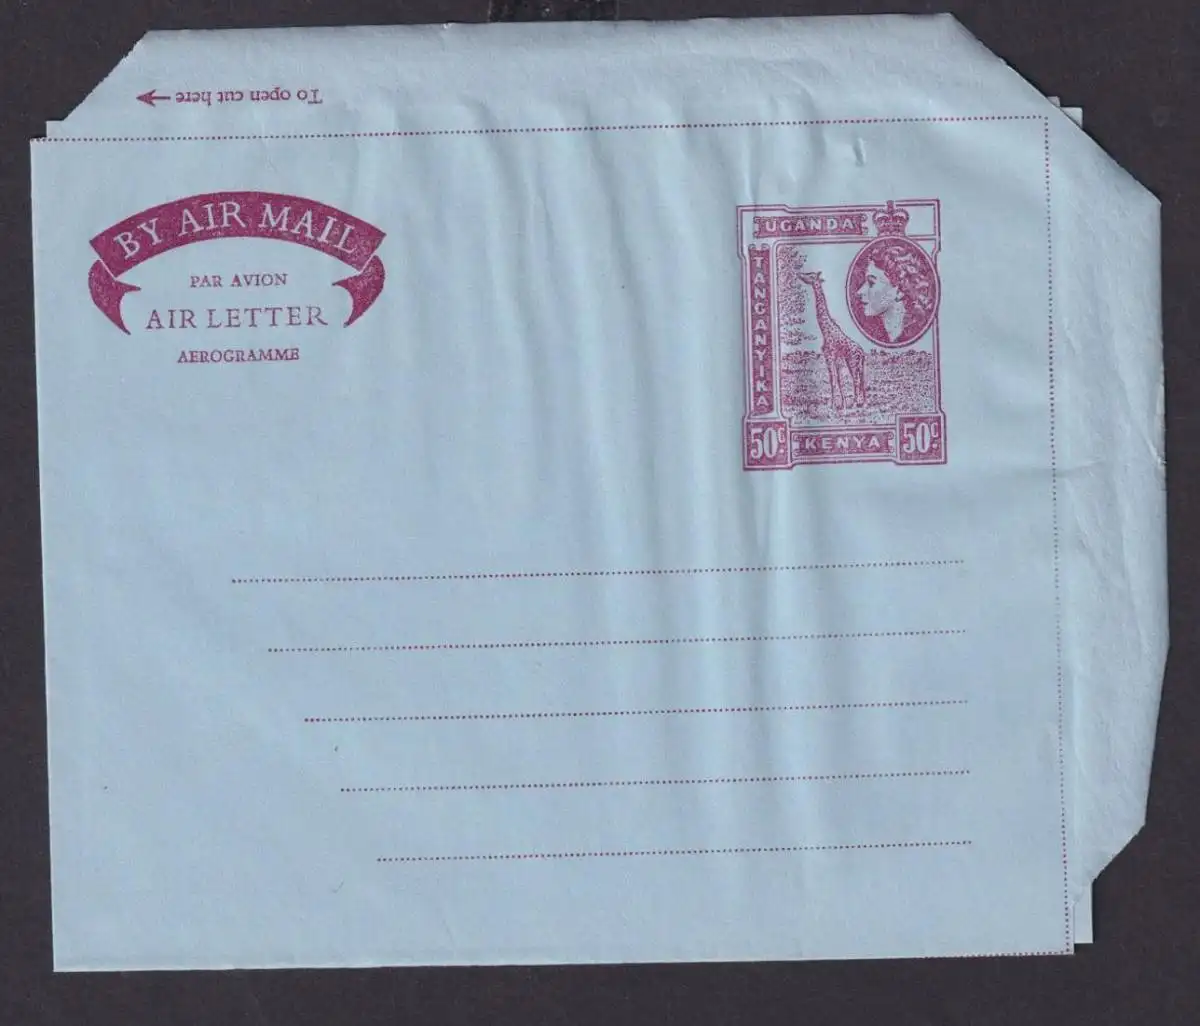 To open cut here
BY AIR MAIL
PAR AVION
AIR LETTER
AEROGRAMME
UGANDA
TANGANYIKA
50C. KENYA 50C.